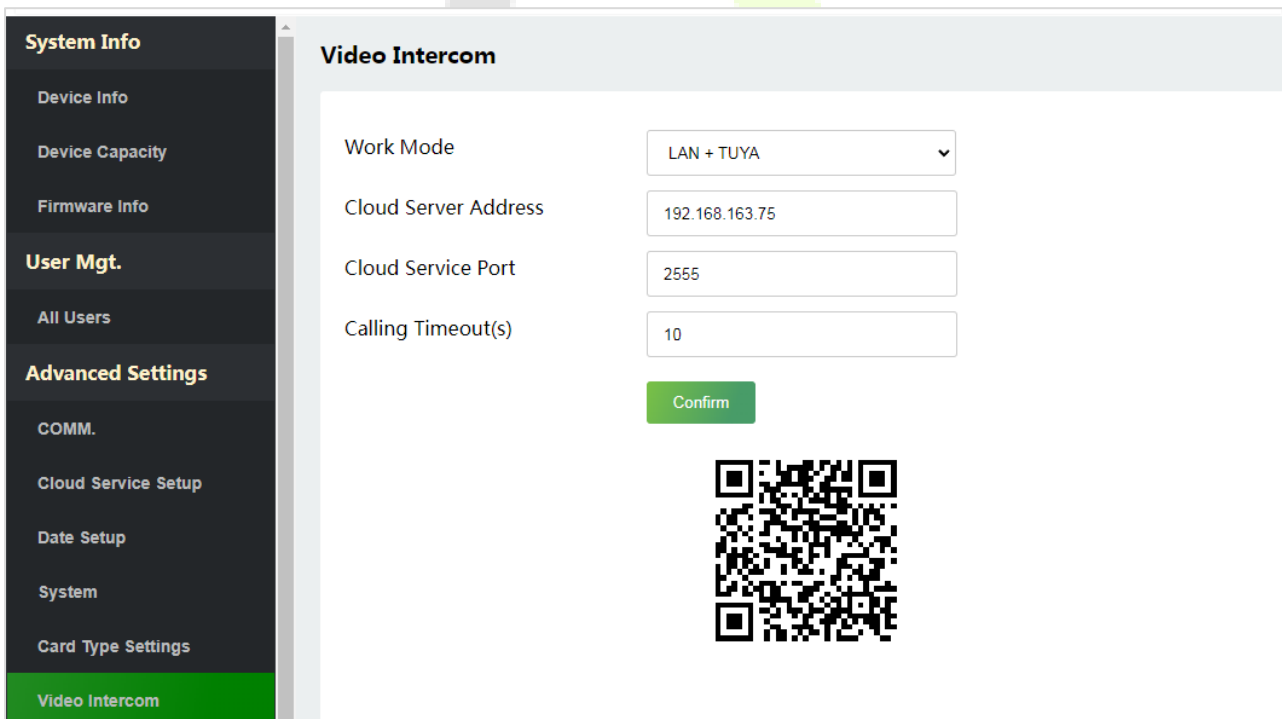 System Info
Device Info
Device Capacity
Firmware Info
User Mgt.
All Users
Advanced Settings
COMM.
Cloud Service Setup
Date Setup
System
Card Type Settings
Video Intercom
Video Intercom
Work Mode LAN + TUYA
Cloud Server Address 192.168.163.75
Cloud Service Port 2555
Calling Timeout(s) 10
Confirm